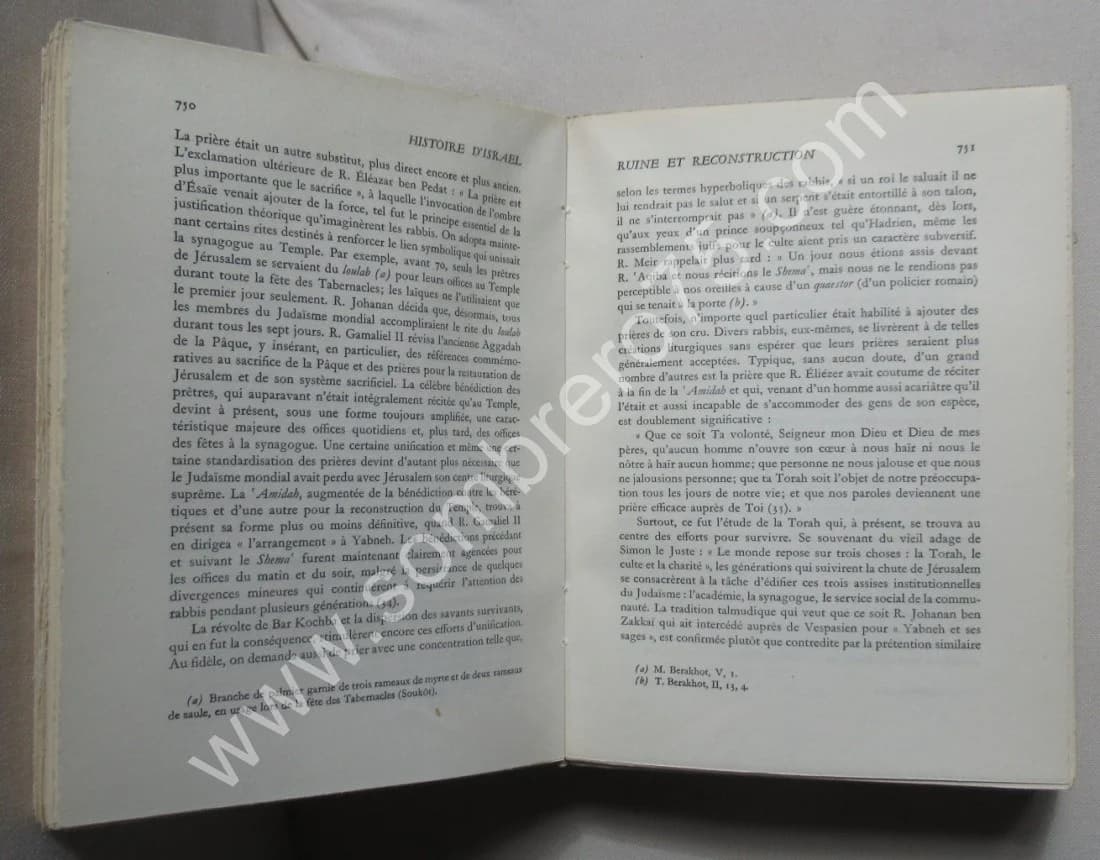 750
HISTOIRE D'ISRAEL
La prière était un autre substitut, plus direct encore et plus ancien.
L'exclamation ultérieure de R. Éléazar ben Pedat : « La prière est
plus importante que le sacrifice », à laquelle l'invocation de l'ombre
d'Ésaïe venait ajouter de la force, tel fut le principe essentiel de la
justification théorique qu'imaginèrent les rabbis. On adopta mainte-
nant certains rites destinés à renforcer le lien symbolique qui unissait
la synagogue au Temple. Par exemple, avant 70, seuls les prêtres
de Jérusalem se servaient du loulab (a) pour leurs offices au Temple
durant toute la fête des Tabernacles; les laïques ne l'utilisaient que
le premier jour seulement. R. Johanan décida que, désormais, tous
les membres du Judaïsme mondial accompliraient le rite du loulab
durant tous les sept jours. R. Gamaliel II révisa l'ancienne Aggadah
de la Pâque, y insérant, en particulier, des références commémo-
ratives au sacrifice de la Pâque et des prières pour la restauration de
Jérusalem et de son système sacrificiel. La célèbre bénédiction des
prêtres, qui auparavant n'était intégralement récitée qu'au Temple,
devint à présent, sous une forme toujours amplifiée, une carac-
téristique majeure des offices quotidiens et, plus tard, des offices
des fêtes à la synagogue. Une certaine unification et même une cer-
taine standardisation des prières devint d'autant plus nécessaire que
le Judaïsme mondial avait perdu avec Jérusalem son centre liturgique
suprême. La 'Amidah, augmentée de la bénédiction contre les héré-
tiques et d'une autre pour la reconstruction du Temple, trouva à
présent sa forme plus ou moins définitive, quand R. Gamaliel II
en dirigea « l'arrangement » à Yabneh. Les bénédictions précédant
et suivant le Shema' furent maintenant clairement agencées pour
les offices du matin et du soir, malgré la persistance de quelques
divergences mineures qui continuèrent à requérir l'attention des
rabbis pendant plusieurs générations (34).
La révolte de Bar Kochba et la dispersion des savants survivants,
qui en fut la conséquence, stimulèrent encore ces efforts d'unification.
Au fidèle, on demande aussi de prier avec une concentration telle que,
(a) Branche de palmier garnie de trois rameaux de myrte et de deux rameaux
de saule, en usage lors de la fête des Tabernacles (Soukôt).
RUINE ET RECONSTRUCTION
751
selon les termes hyperboliques des rabbis, « si un roi le saluait il ne
lui rendrait pas le salut et si un serpent s'était entortillé à son talon,
il ne s'interromprait pas » (a). Il n'est guère étonnant, dès lors,
qu'aux yeux d'un prince soupçonneux tel qu'Hadrien, même les
rassemblements juifs pour le culte aient pris un caractère subversif.
R. Meir rappelait plus tard : « Un jour nous étions assis devant
R. 'Aqiba et nous récitions le Shema', mais nous ne le rendions pas
perceptible à nos oreilles à cause d'un quaestor (d'un policier romain)
qui se tenait à la porte (b). »
Toutefois, n'importe quel particulier était habilité à ajouter des
prières de son cru. Divers rabbis, eux-mêmes, se livrèrent à de telles
créations liturgiques sans espérer que leurs prières seraient plus
généralement acceptées. Typique, sans aucun doute, d'un grand
nombre d'autres est la prière que R. Éliézer avait coutume de réciter
à la fin de la 'Amidah et qui, venant d'un homme aussi acariâtre qu'il
l'était et aussi incapable de s'accommoder des gens de son espèce,
est doublement significative :
« Que ce soit Ta volonté, Seigneur mon Dieu et Dieu de mes
pères, qu'aucun homme n'ouvre son cœur à nous haïr ni nous le
nôtre à haïr aucun homme; que personne ne nous jalouse et que nous
ne jalousions personne; que ta Torah soit l'objet de notre préoccupa-
tion tous les jours de notre vie; et que nos paroles deviennent une
prière efficace auprès de Toi (35). »
Surtout, ce fut l'étude de la Torah qui, à présent, se trouva au
centre des efforts pour survivre. Se souvenant du vieil adage de
Simon le Juste : « Le monde repose sur trois choses : la Torah, le
culte et la charité », les générations qui suivirent la chute de Jérusalem
se consacrèrent à la tâche d'édifier ces trois assises institutionnelles
du Judaïsme : l'académie, la synagogue, le service social de la commu-
nauté. La tradition talmudique qui veut que ce soit R. Johanan ben
Zakkaï qui ait intercédé auprès de Vespasien pour « Yabneh et ses
sages », est confirmée plutôt que contredite par la prétention similaire
(a) M. Berakhot, V, 1.
(b) T. Berakhot, II, 13, 4.
www.sombrero-db.com